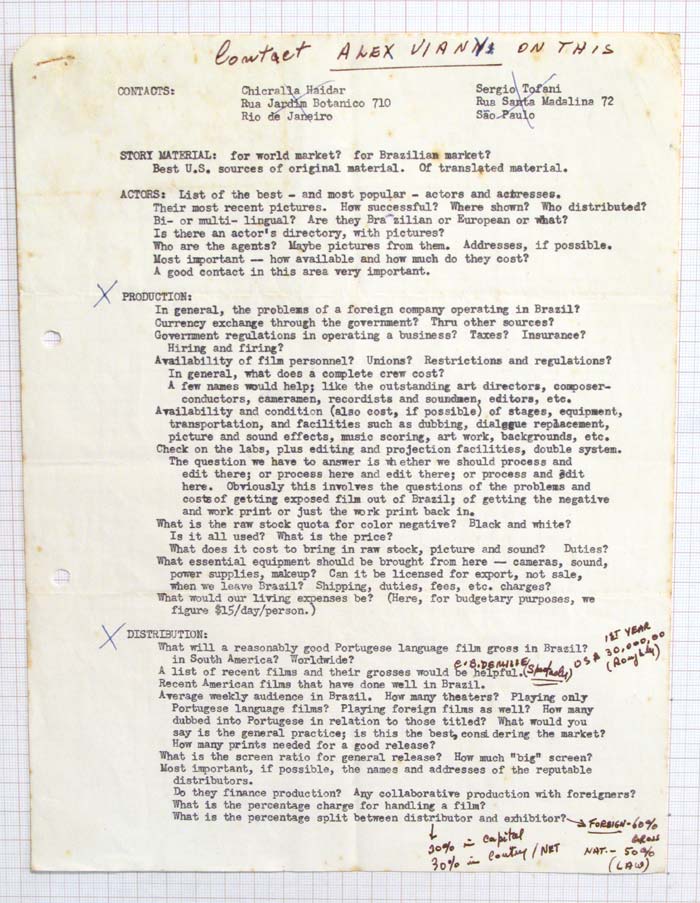 Contact ALEX VIANNY ON THIS
CONTACTS: Chicralla Haidar Sergio Tofani
Rua Jardim Botanico 710 Rua Santa Madalina 72
Rio de Janeiro São Paulo
STORY MATERIAL: for world market? for Brazilian market?
Best U.S. sources of original material. Of translated material.
ACTORS: List of the best - and most popular - actors and actresses.
Their most recent pictures. How successful? Where shown? Who distributed?
Bi- or multi- lingual? Are they Brazilian or European or what?
Is there an actor's directory, with pictures?
Who are the agents? Maybe pictures from them. Addresses, if possible.
Most important — how available and how much do they cost?
A good contact in this area very important.
X PRODUCTION:
In general, the problems of a foreign company operating in Brazil?
Currency exchange through the government? Thru other sources?
Government regulations in operating a business? Taxes? Insurance?
Hiring and firing?
Availability of film personnel? Unions? Restrictions and regulations?
In general, what does a complete crew cost?
A few names would help; like the outstanding art directors, composer-
conductors, cameramen, recordists and soundmen, editors, etc.
Availability and condition (also cost, if possible) of stages, equipment,
transportation, and facilities such as dubbing, dialogue replacement,
picture and sound effects, music scoring, art work, backgrounds, etc.
Check on the labs, plus editing and projection facilities, double system.
The question we have to answer is whether we should process and
edit there; or process here and edit there; or process and edit
here. Obviously this involves the questions of the problems and
costs of getting exposed film out of Brazil; of getting the negative
and work print or just the work print back in.
What is the raw stock quota for color negative? Black and white?
Is it all used? What is the price?
What does it cost to bring in raw stock, picture and sound? Duties?
What essential equipment should be brought from here — cameras, sound,
power supplies, makeup? Can it be licensed for export, not sale,
when we leave Brazil? Shipping, duties, fees, etc. charges?
What would our living expenses be? (Here, for budgetary purposes, we
figure $15/day/person.)
X DISTRIBUTION:
What will a reasonably good Portugese language film gross in Brazil?
in South America? Worldwide?
1ST YEAR
US$ 30.000,00
(Roughly)
C.B. DEMILLE
A list of recent films and their grosses would be helpful.
Recent American films that have done well in Brazil.
Average weekly audience in Brazil. How many theaters? Playing only
Portugese language films? Playing foreign films as well? How many
dubbed into Portugese in relation to those titled? What would you
say is the general practice; is this the best, considering the market?
How many prints needed for a good release?
What is the screen ratio for general release? How much "big" screen?
Most important, if possible, the names and addresses of the reputable
distributors.
Do they finance production? Any collaborative production with foreigners?
What is the percentage charge for handling a film?
What is the percentage split between distributor and exhibitor?
FOREIGN - 60%
GROSS
NAT. - 50%
(LAW)
30% in capital
30% in country / NET